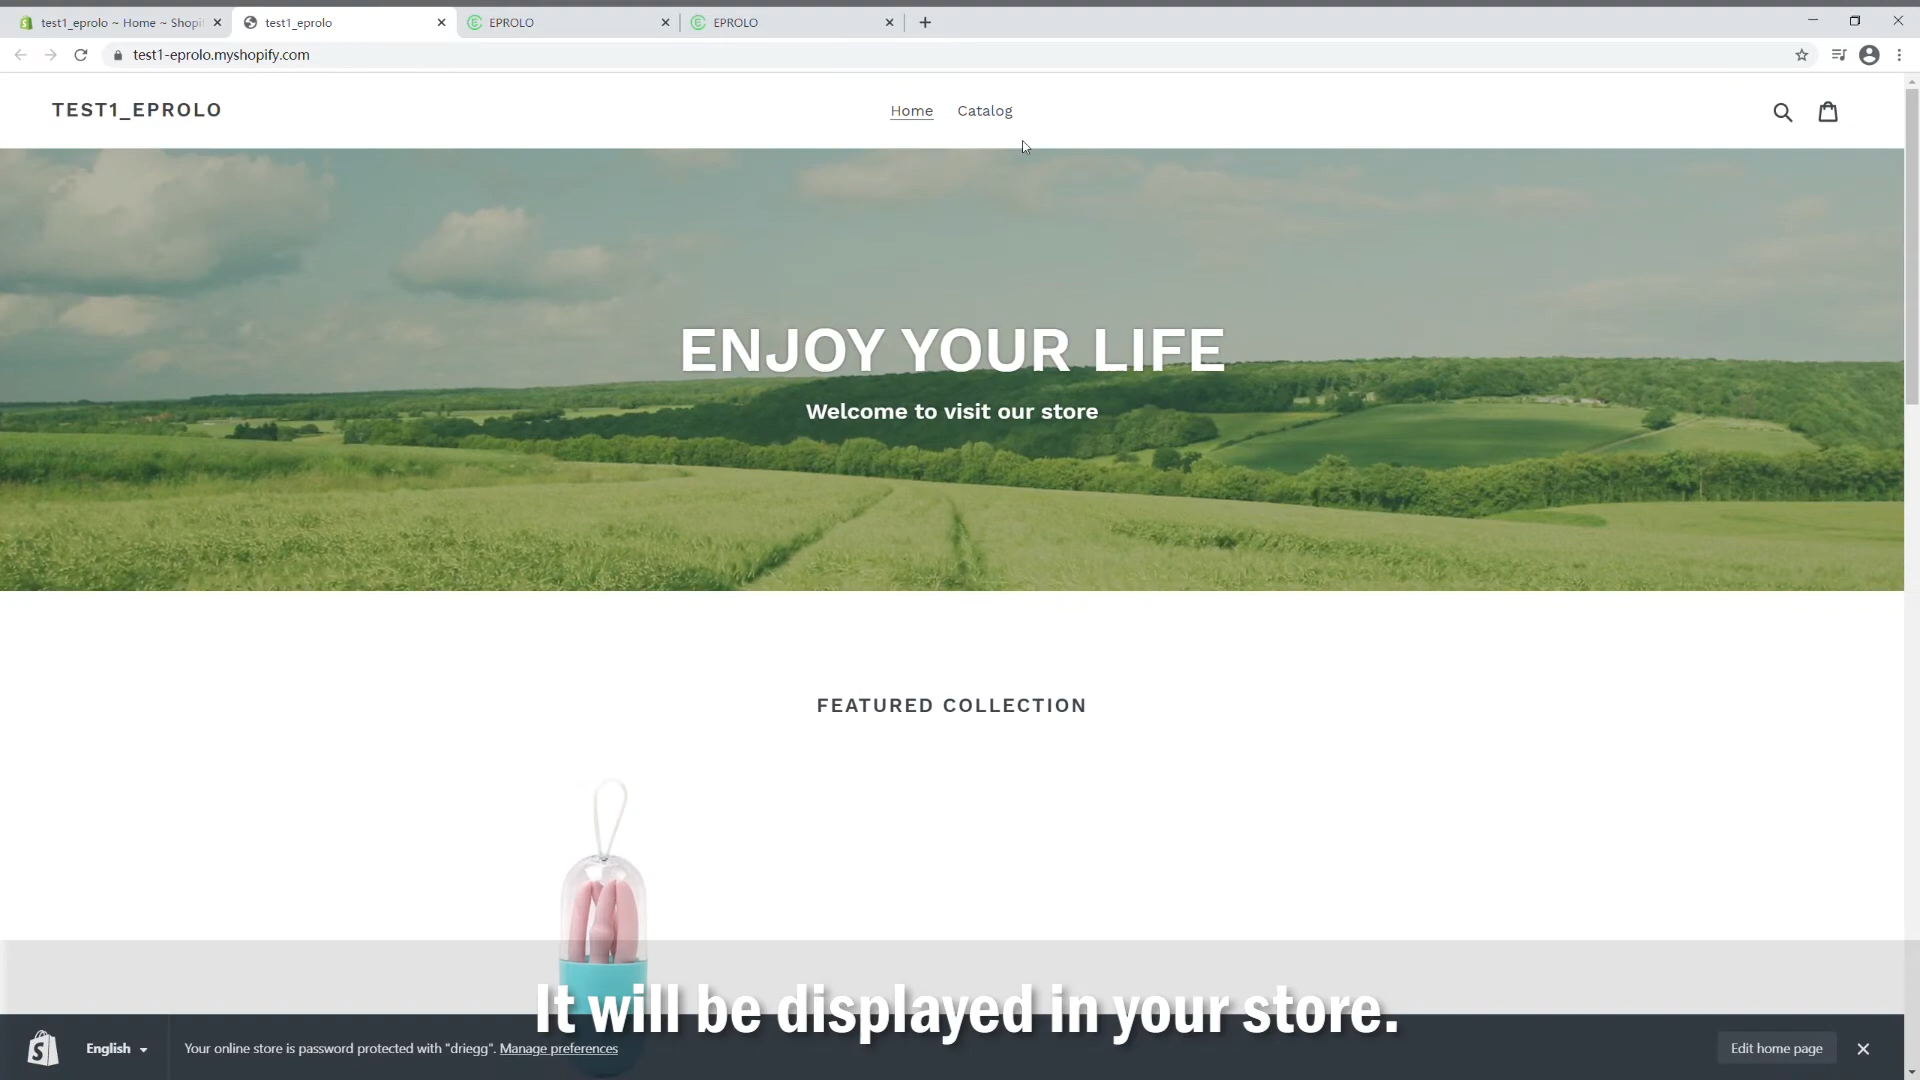 test1_eprolo ~ Home ~ Shopi
test1_eprolo
EPROLO
EPROLO
test1-eprolo.myshopify.com
TEST1_EPROLO
Home
Catalog
ENJOY YOUR LIFE
Welcome to visit our store
FEATURED COLLECTION
It will be displayed in your store.
English
Your online store is password protected with "driegg". Manage preferences
Edit home page